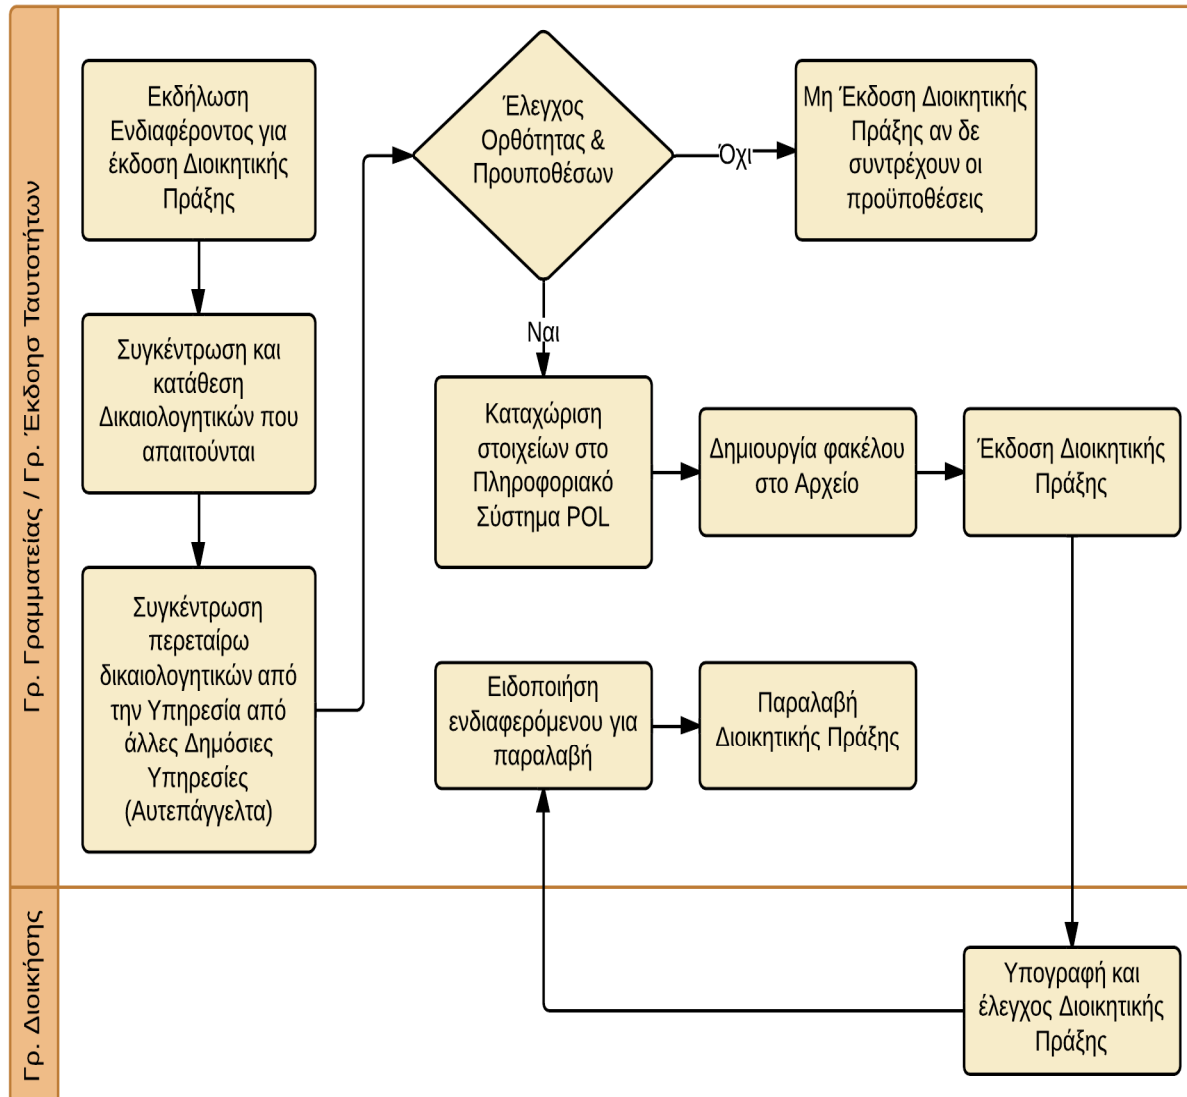 Γρ. Γραμματείας / Γρ. Έκδοησ Ταυτοτήτων
Εκδήλωση
Ενδιαφέροντος για
έκδοση Διοικητικής
Πράξης
Συγκέντρωση και
κατάθεση
Δικαιολογητικών που
απαιτούνται
Συγκέντρωση
περεταίρω
δικαιολογητικών από
την Υπηρεσία από
άλλες Δημόσιες
Υπηρεσίες
(Αυτεπάγγελτα)
Έλεγχος
Ορθότητας &
Προυποθέσων
Όχι
Μη Έκδοση Διοικητικής
Πράξης αν δε
συντρέχουν οι
προϋποθέσεις
Ναι
Καταχώριση
στοιχείων στο
Πληροφοριακό
Σύστημα POL
Δημιουργία φακέλου
στο Αρχείο
Έκδοση Διοικητικής
Πράξης
Ειδοποιήση
ενδιαφερόμενου για
παραλαβή
Παραλαβή
Διοικητικής Πράξης
Γρ. Διοικήσης
Υπογραφή και
έλεγχος Διοικητικής
Πράξης